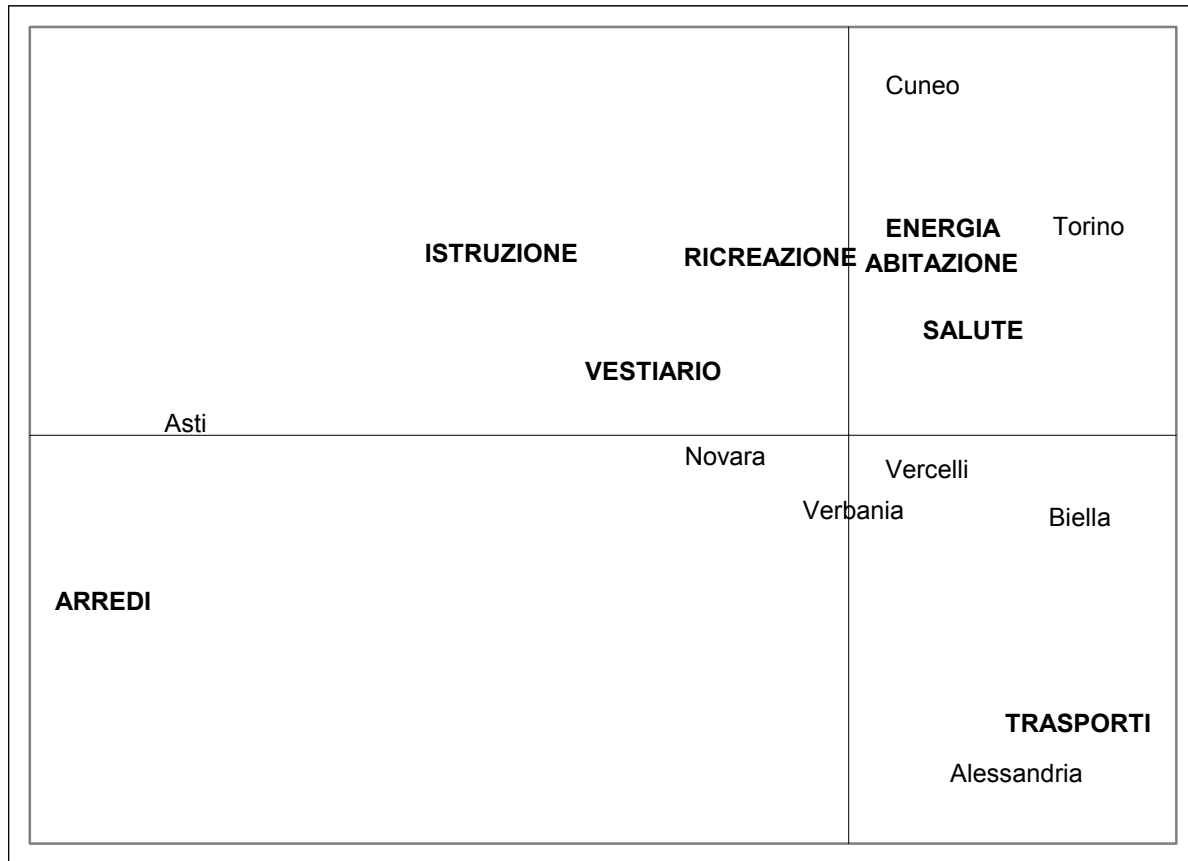 Cuneo
ENERGIA
Torino
ISTRUZIONE
RICREAZIONE
ABITAZIONE
SALUTE
VESTIARIO
Asti
Novara
Vercelli
Verbania
Biella
ARREDI
TRASPORTI
Alessandria